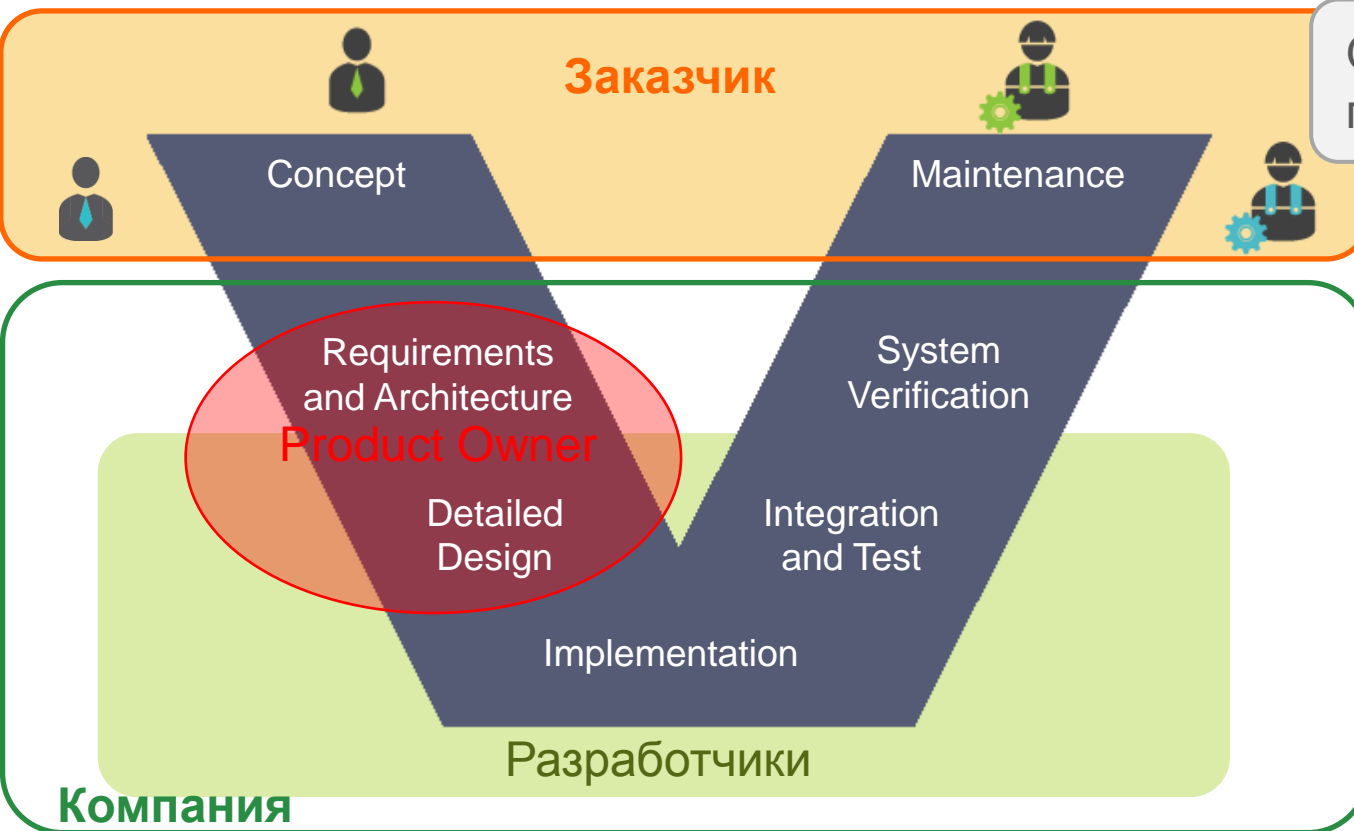 Заказчик
Concept
Maintenance
Requirements
and Architecture
Product Owner
System
Verification
Detailed
Design
Integration
and Test
Implementation
Разработчики
Компания